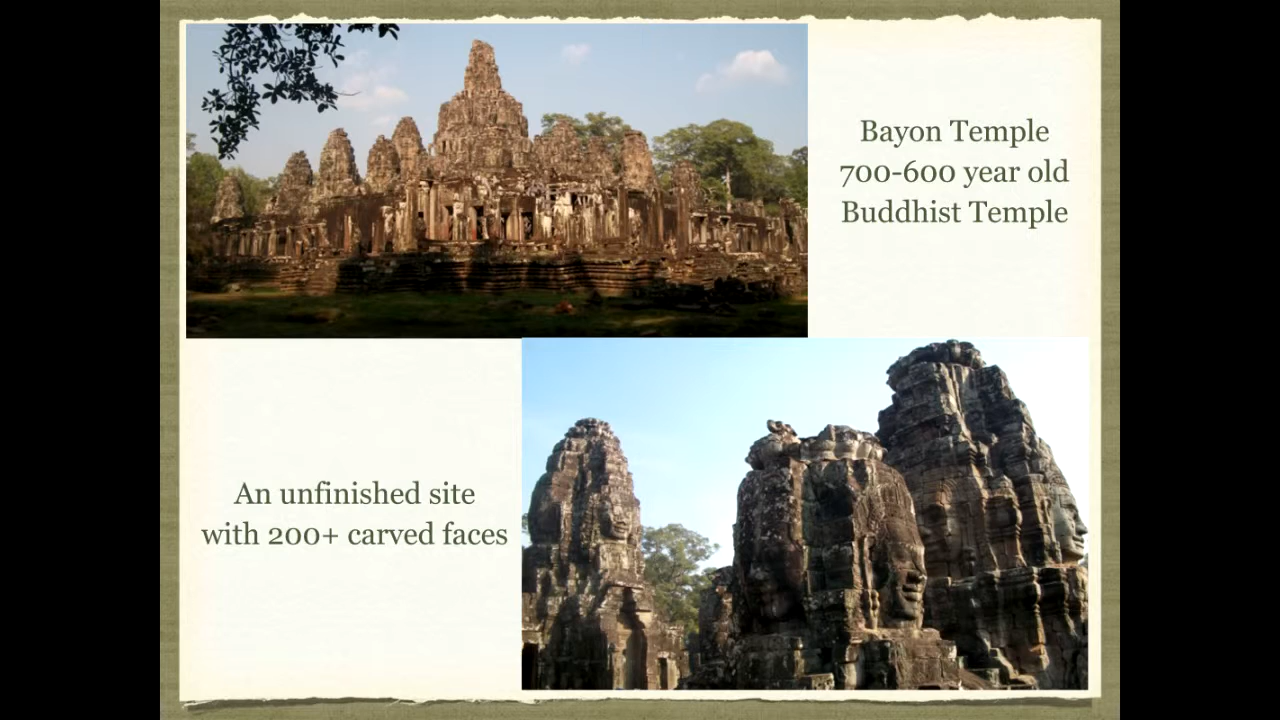 Bayon Temple
700-600 year old
Buddhist Temple
An unfinished site
with 200+ carved faces